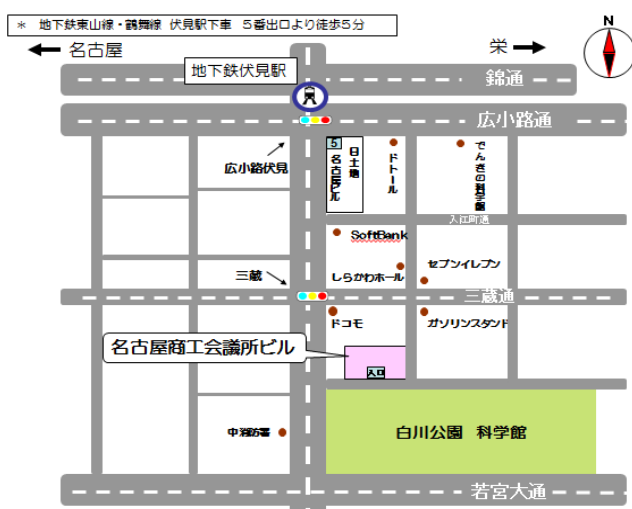 ＊ 地下鉄東山線・鶴舞線 伏見駅下車 5番出口より徒歩5分
名古屋
栄
N
地下鉄伏見駅
錦通
広小路通
広小路伏見
5
日土地
名古屋ビル
ドトール
でんきの科学館
入江町通
SoftBank
しらかわホール
セブンイレブン
三蔵
三蔵通
ドコモ
ガソリンスタンド
名古屋商工会議所ビル
入口
中消防署
白川公園 科学館
若宮大通